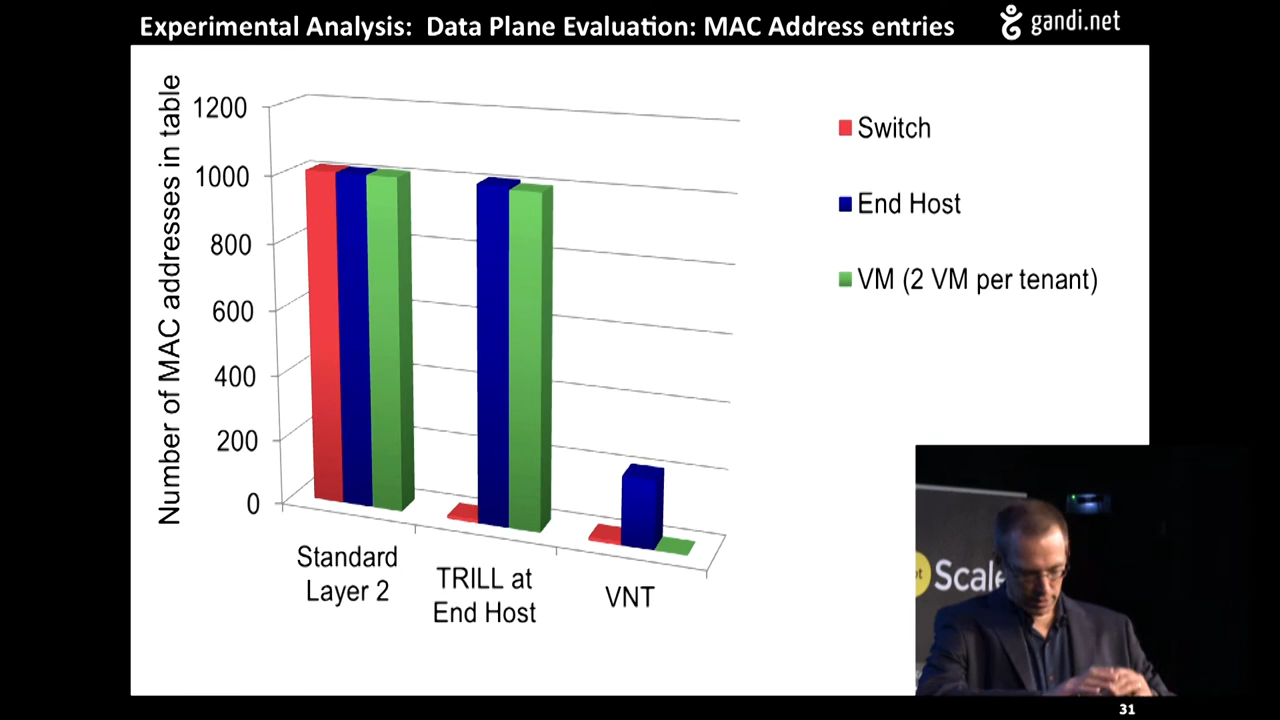 Experimental Analysis: Data Plane Evaluation: MAC Address entries
gandi.net
Number of MAC addresses in table
1200
1000
800
600
400
200
0
Standard
Layer 2
TRILL at
End Host
VNT
Switch
End Host
VM (2 VM per tenant)
Scale
31